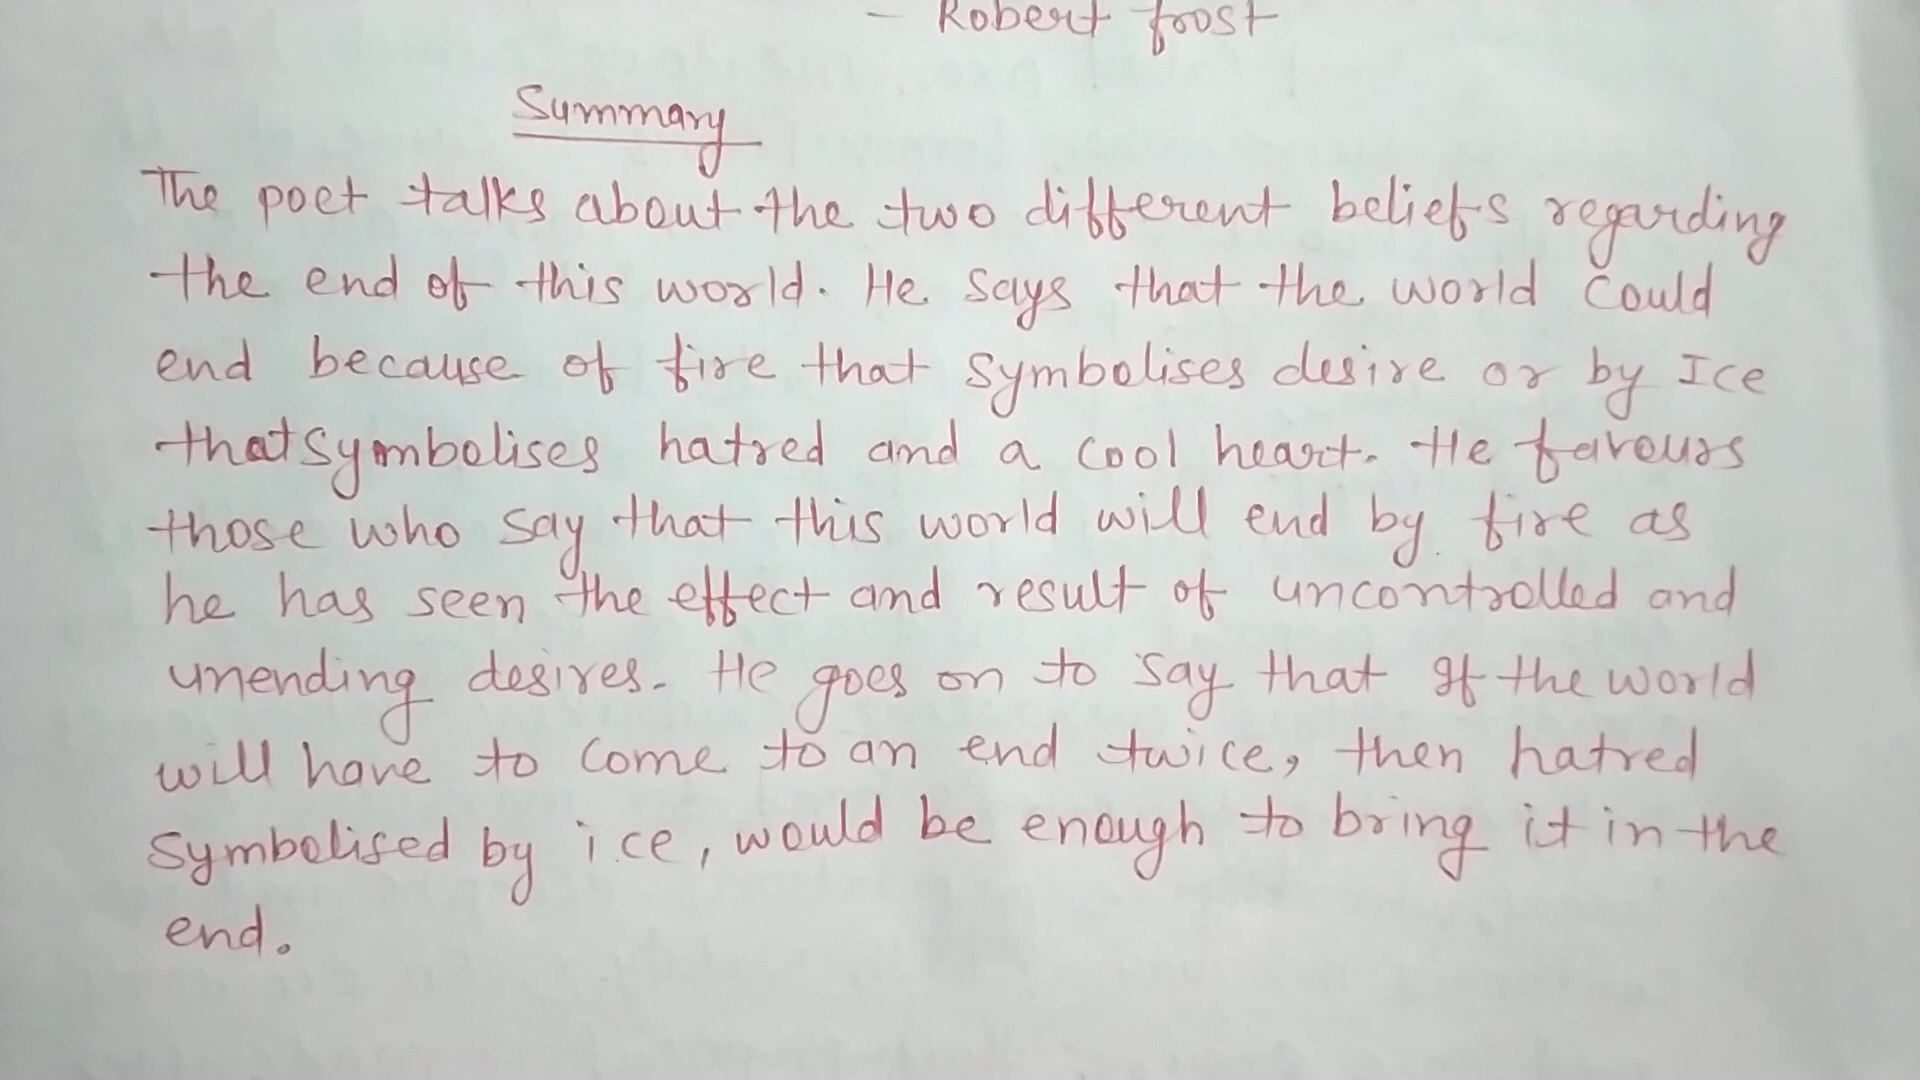 - Robert frost
Summary
The poet talks about the two different beliefs regarding
the end of this world. He says that the world could
end because of fire that symbolises desire or by Ice
that symbolises hatred and a cool heart. He favours
those who say that this world will end by fire as
he has seen the effect and result of uncontrolled and
unending desires. He goes on to say that If the world
will have to come to an end twice, then hatred
symbolised by ice, would be enough to bring it in the
end.